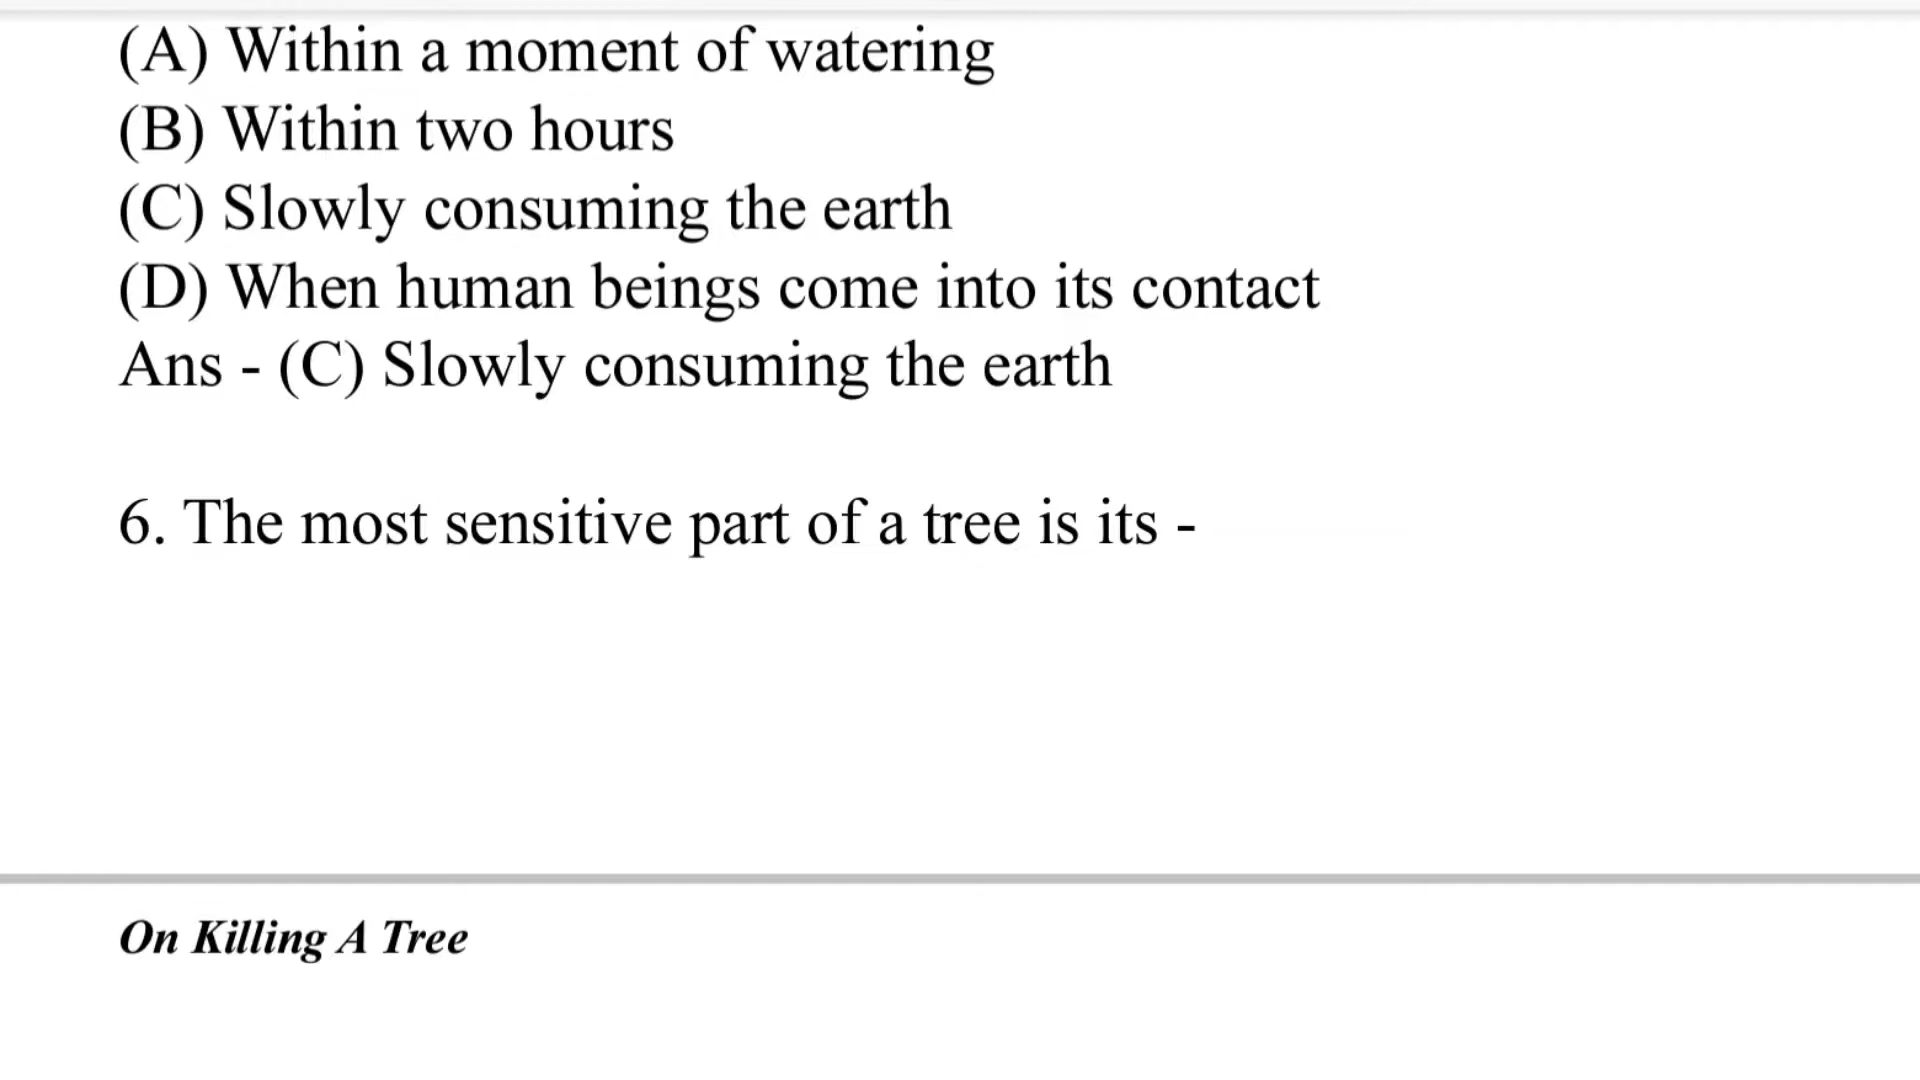 (A) Within a moment of watering
(B) Within two hours
(C) Slowly consuming the earth
(D) When human beings come into its contact
Ans - (C) Slowly consuming the earth
6. The most sensitive part of a tree is its -
On Killing A Tree